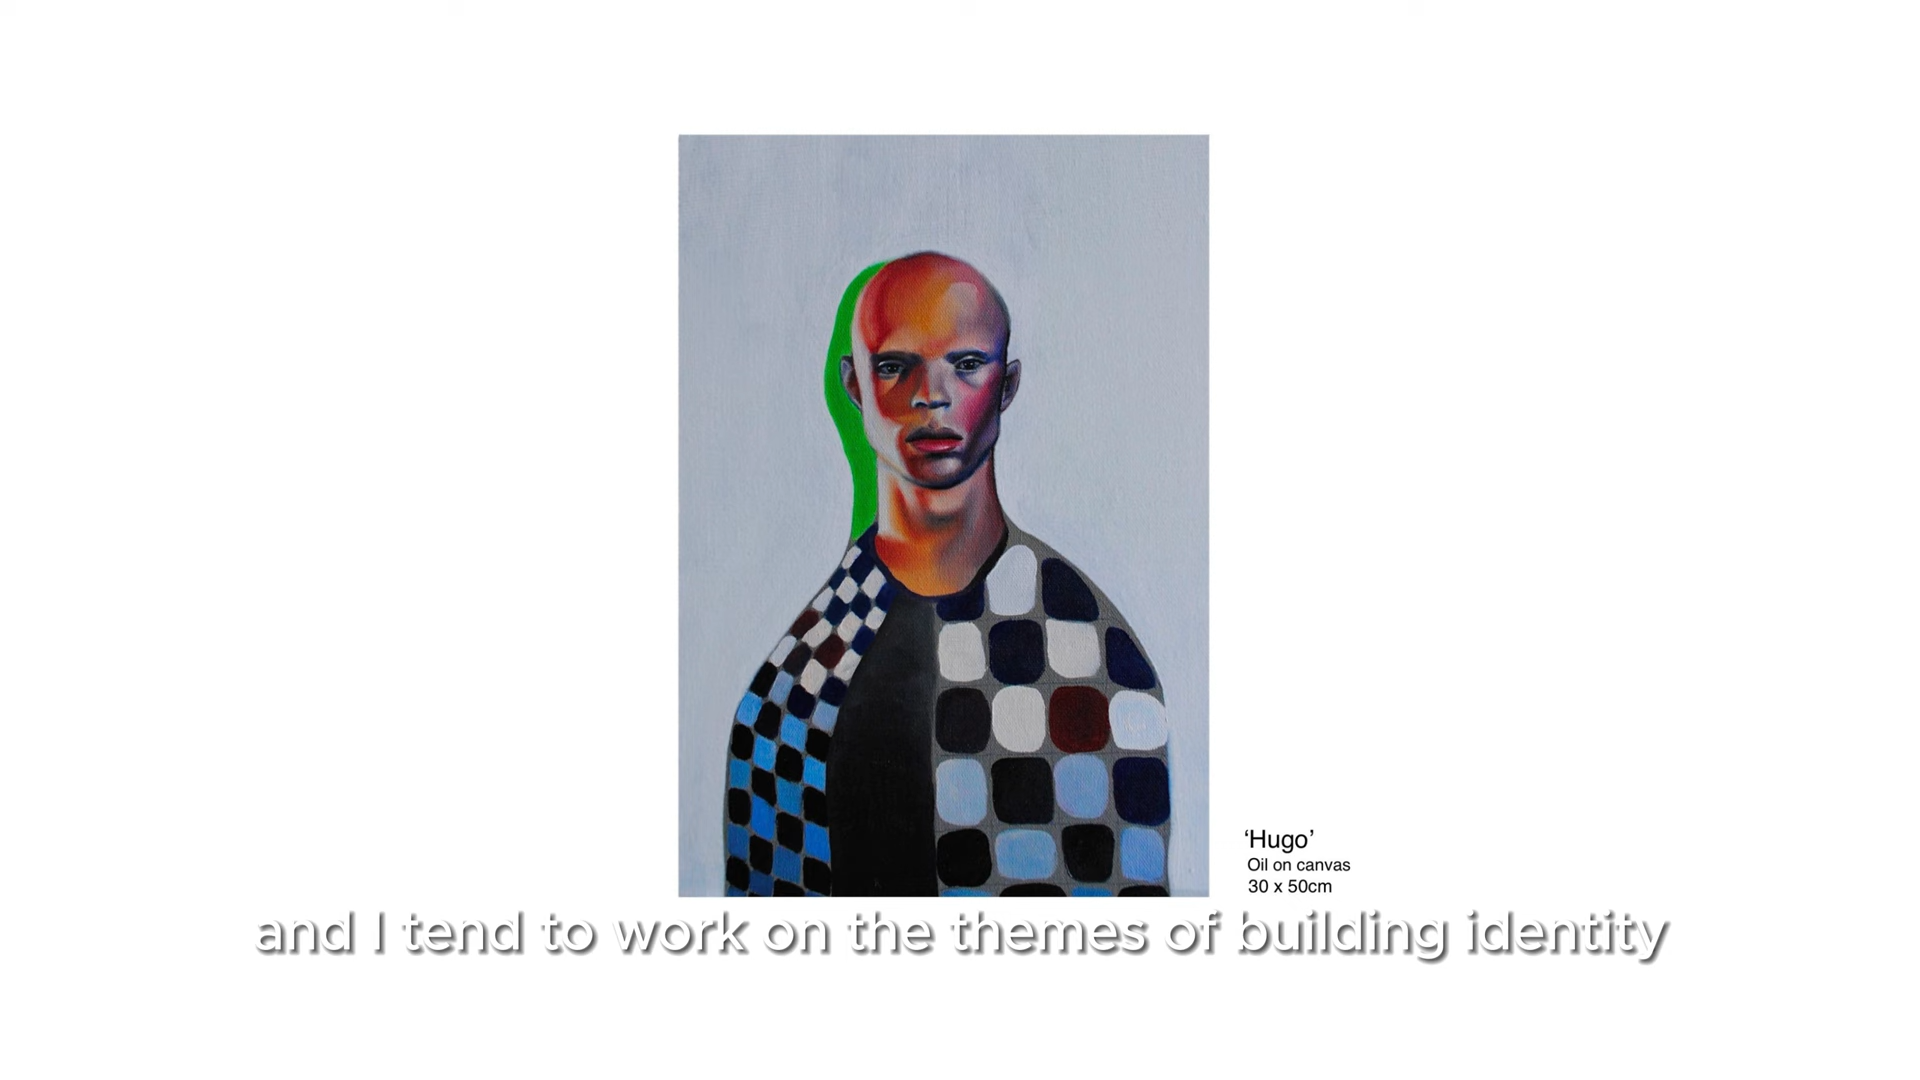 ‘Hugo’
Oil on canvas
30 x 50cm
and I tend to work on the themes of building identity